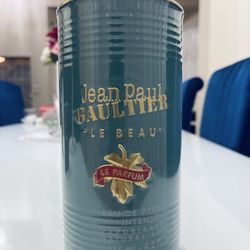 Jean Paul
GAULTIER
"LE BEAU"
LE PARFUM
EAU DE PARFUM
INTENSE